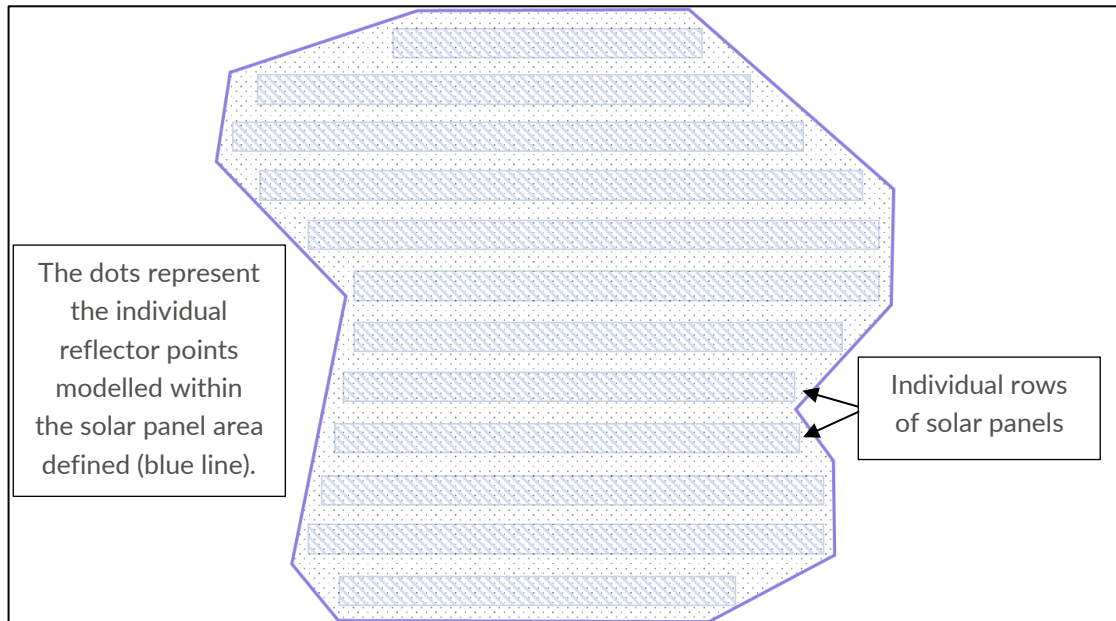 The dots represent
the individual
reflector points
modelled within
the solar panel area
defined (blue line).
Individual rows
of solar panels